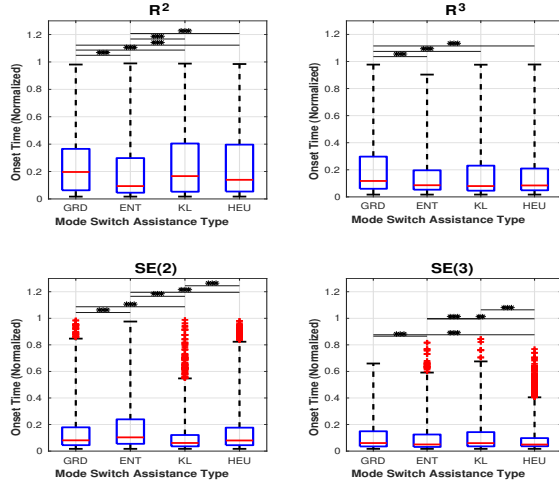 R² R³
Onset Time (Normalized) Onset Time (Normalized)
1.2 1.2
1 1
0.8 0.8
0.6 0.6
0.4 0.4
0.2 0.2
0 0
GRD ENT KL HEU GRD ENT KL HEU
Mode Switch Assistance Type Mode Switch Assistance Type
SE(2) SE(3)
Onset Time (Normalized) Onset Time (Normalized)
1.2 1.2
1 1
0.8 0.8
0.6 0.6
0.4 0.4
0.2 0.2
0 0
GRD ENT KL HEU GRD ENT KL HEU
Mode Switch Assistance Type Mode Switch Assistance Type